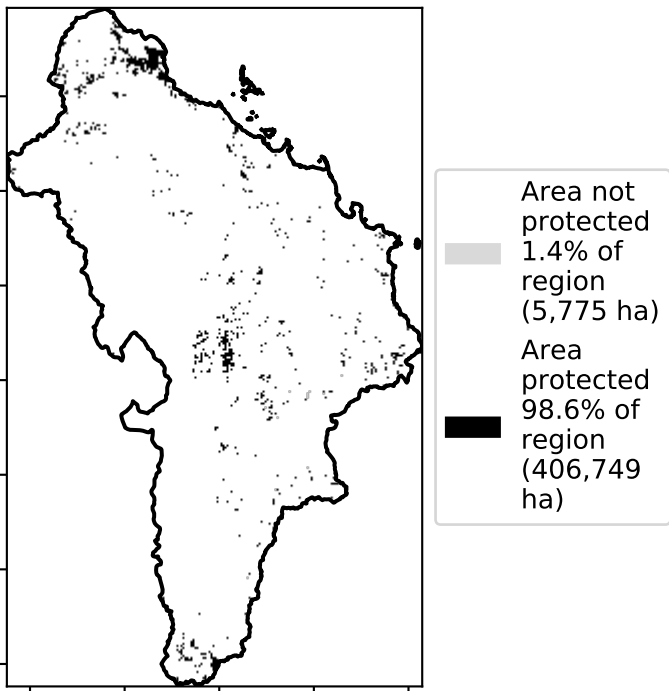 Area not
protected
1.4% of
region
(5,775 ha)
Area
protected
98.6% of
region
(406,749
ha)